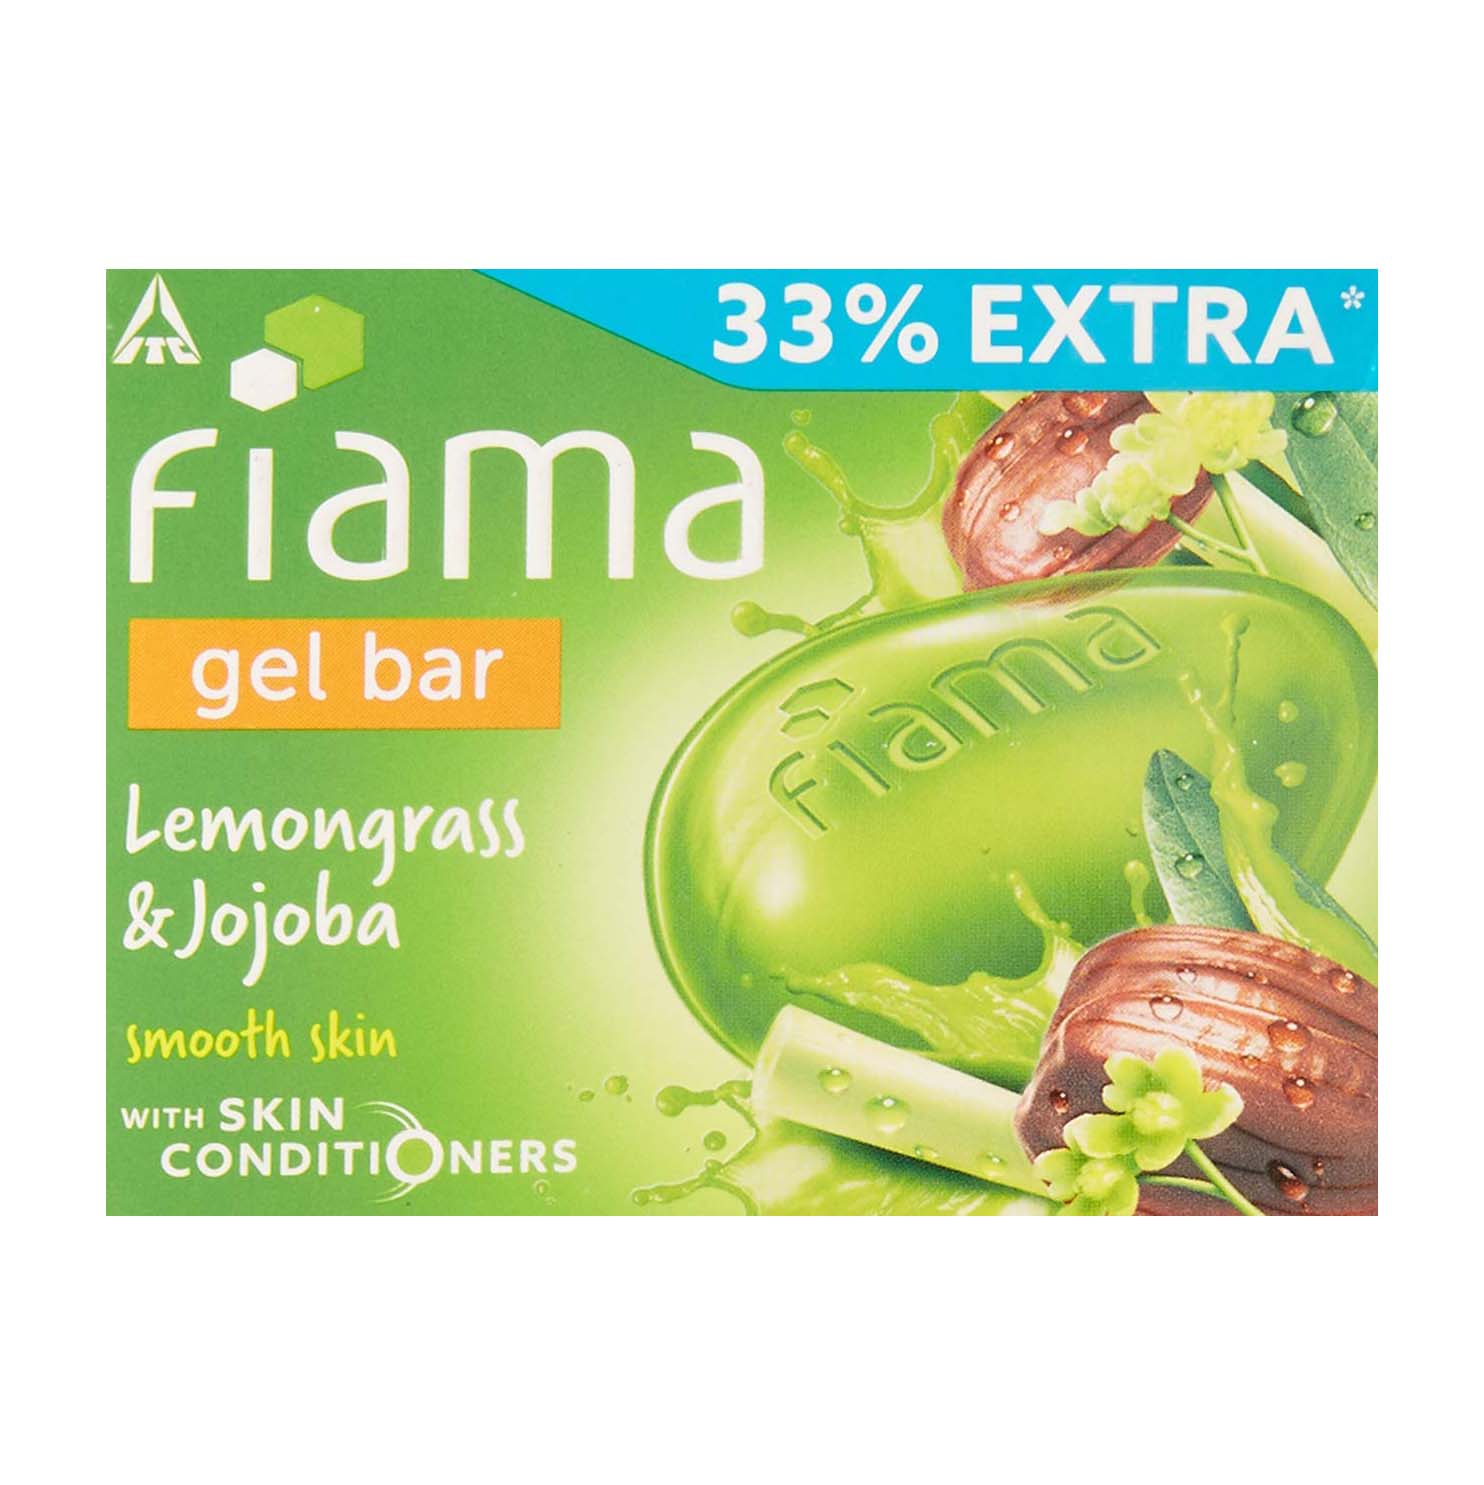 ITC
33% EXTRA*
fiama
gel bar
Lemongrass
& Jojoba
smooth skin
WITH SKIN
CONDITIONERS
fiama